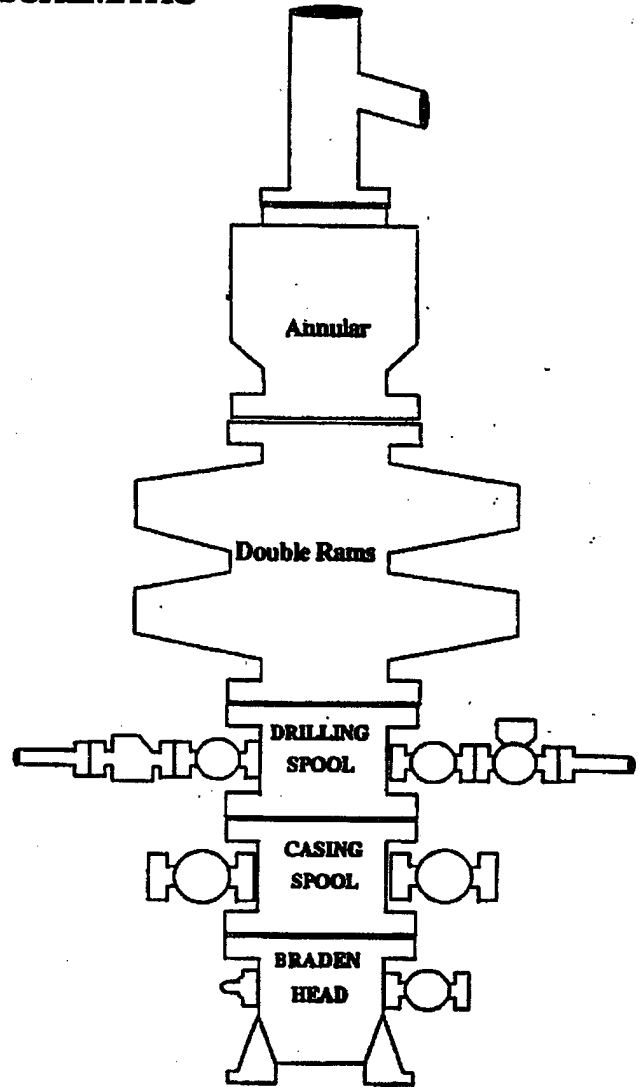 Annular
Double Rams
DRILLING
SPOOL
CASING
SPOOL
BRADEN
HEAD